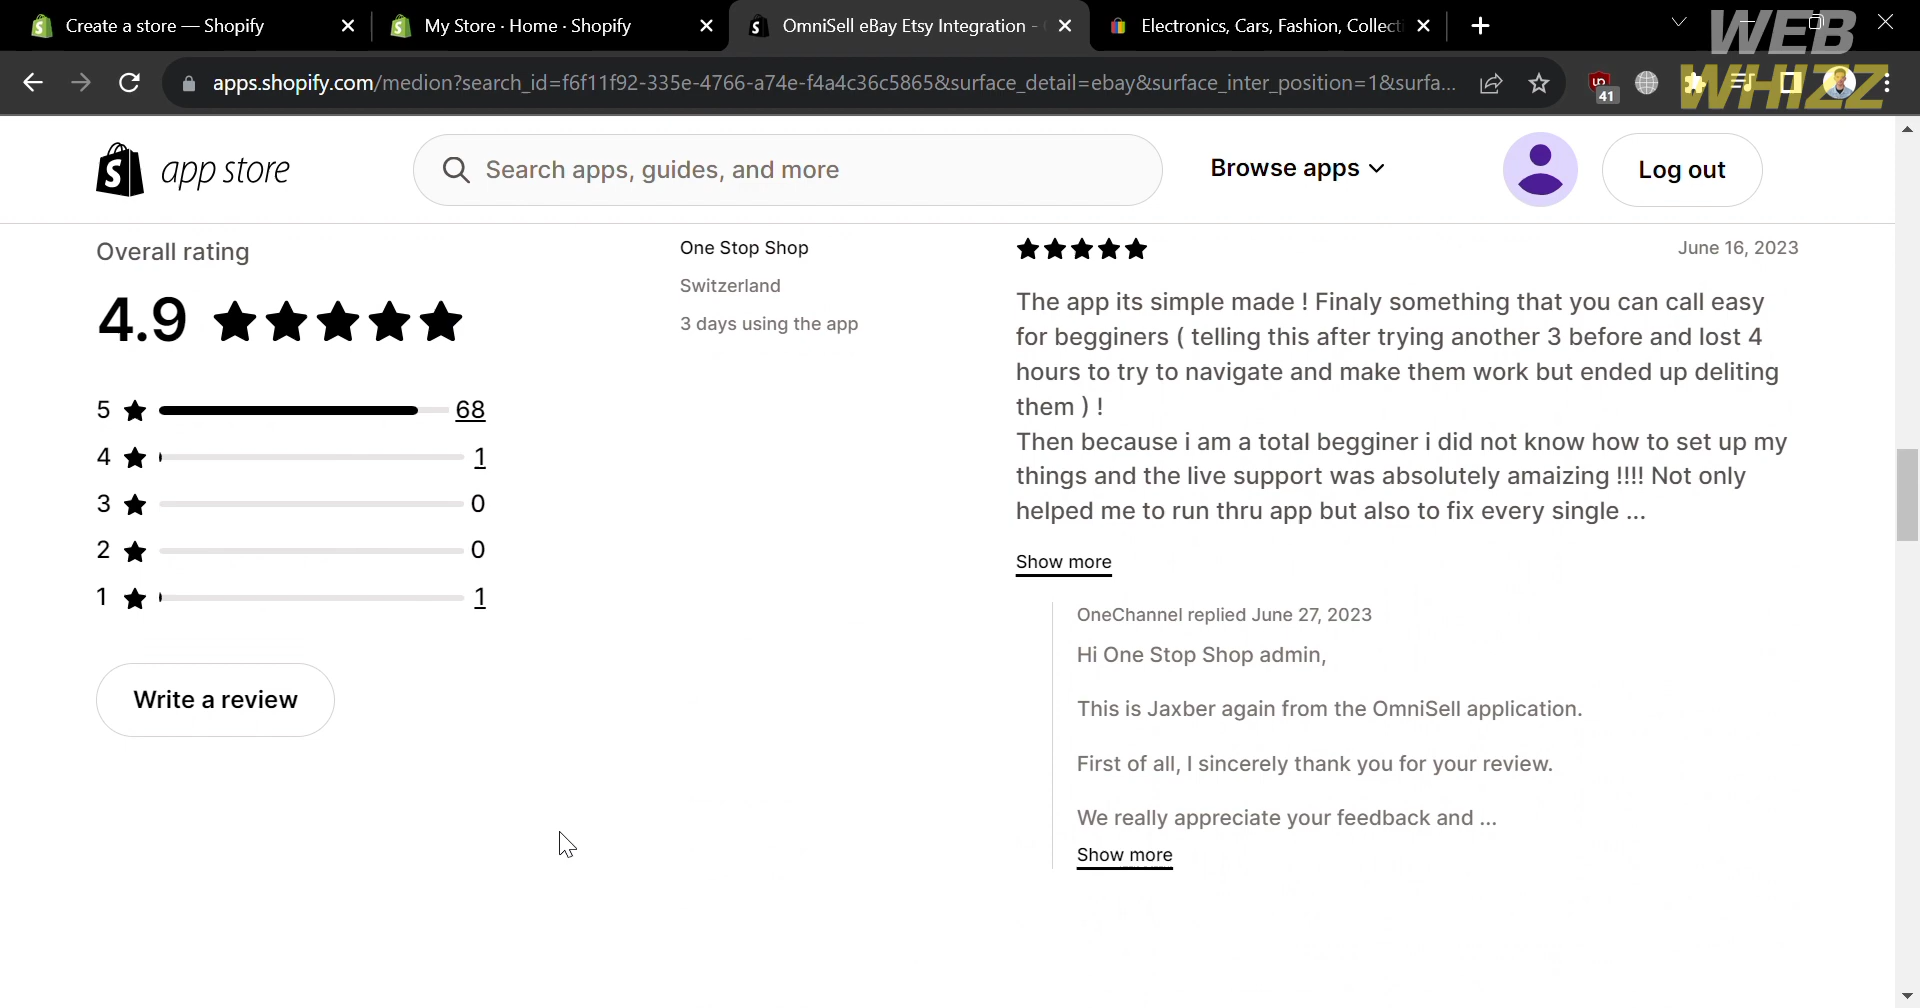 Create a store — Shopify
My Store · Home · Shopify
OmniSell eBay Etsy Integration -
Electronics, Cars, Fashion, Collecti
WEB
WHIZZ
apps.shopify.com/medion?search_id=f6f11f92-335e-4766-a74e-f4a4c36c5865&surface_detail=ebay&surface_inter_position=1&surfa...
41
app store
Search apps, guides, and more
Browse apps
Log out
Overall rating
4.9
5 68
4 1
3 0
2 0
1 1
Write a review
One Stop Shop
Switzerland
3 days using the app
June 16, 2023
The app its simple made ! Finaly something that you can call easy
for begginers ( telling this after trying another 3 before and lost 4
hours to try to navigate and make them work but ended up deliting
them ) !
Then because i am a total begginer i did not know how to set up my
things and the live support was absolutely amaizing !!!! Not only
helped me to run thru app but also to fix every single ...
Show more
OneChannel replied June 27, 2023
Hi One Stop Shop admin,
This is Jaxber again from the OmniSell application.
First of all, I sincerely thank you for your review.
We really appreciate your feedback and ...
Show more